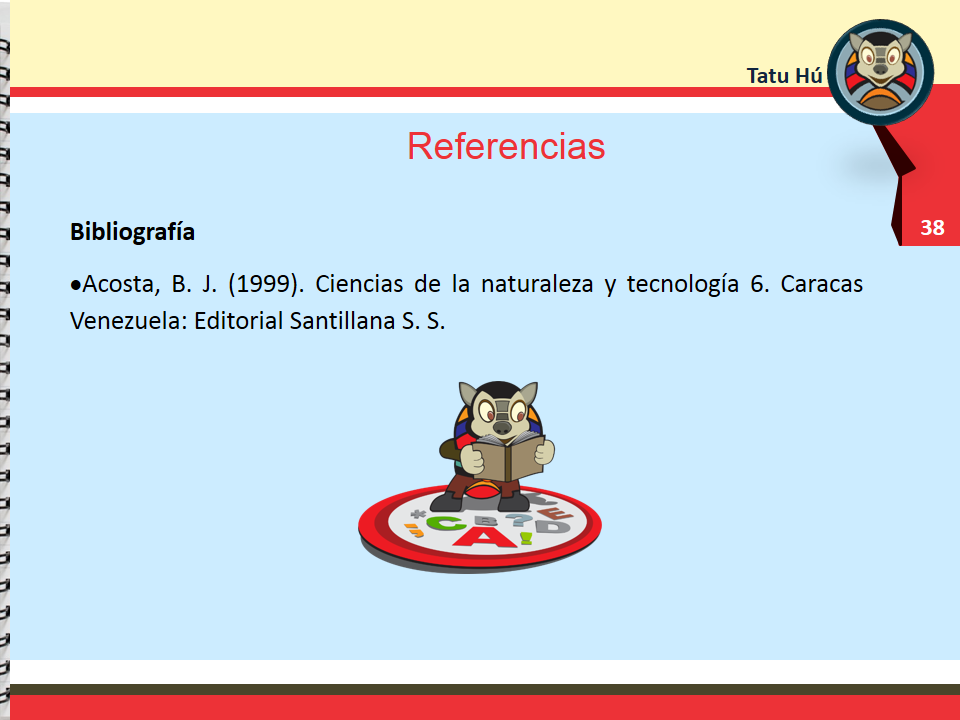 Tatu Hú
Referencias
38
Bibliografía
•Acosta, B. J. (1999). Ciencias de la naturaleza y tecnología 6. Caracas
Venezuela: Editorial Santillana S. S.
* C B ? E
A ! D